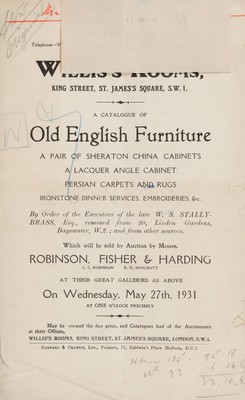 Telephone—
WILLIS'S ROOMS,
KING STREET, ST. JAMES'S SQUARE, S.W. 1.
A CATALOGUE OF
Old English Furniture
A PAIR OF SHERATON CHINA CABINETS
A LACQUER ANGLE CABINET
PERSIAN CARPETS AND RUGS
IRONSTONE DINNER SERVICES, EMBROIDERIES, &c.
By Order of the Executors of the late W. S. STALLY-
BRASS, Esq., removed from 20, Linden Gardens,
Bayswater, W.2.; and from other sources.
Which will be sold by Auction by Messrs.
ROBINSON, FISHER & HARDING
AT THEIR GREAT GALLERIES AS ABOVE
On Wednesday, May 27th, 1931
AT ONE O'CLOCK PRECISELY
May be viewed the day prior, and Catalogues had of the Auctioneers
at their Offices,
WILLIS'S ROOMS, KING STREET, ST. JAMES'S SQUARE, LONDON, S.W.1.